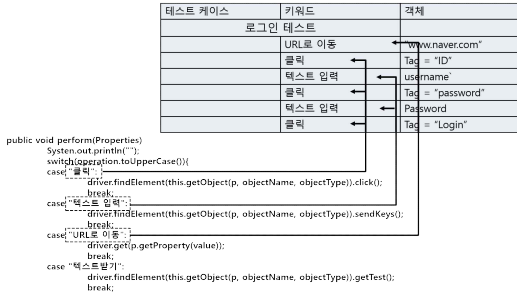 테스트 케이스 키워드 객체
로그인 테스트
URL로 이동 "www.naver.com"
클릭 Tag = "ID"
텍스트 입력 username`
클릭 Tag = "password"
텍스트 입력 Password
클릭 Tag = "Login"
public void perform(Properties)
Systen.out.println("");
switch(operation.toUpperCase()){
case "클릭":
driver.findElement(this.getObject(p, objectName, objectType)).click();
break;
case "텍스트 입력":
driver.findElement(this.getObject(p, objectName, objectType)).sendKeys();
break;
case "URL로 이동":
driver.get(p.getProperty(value));
break;
case "텍스트받기":
driver.findElement(this.getObject(p, objectName, objectType)).getTest();
break;